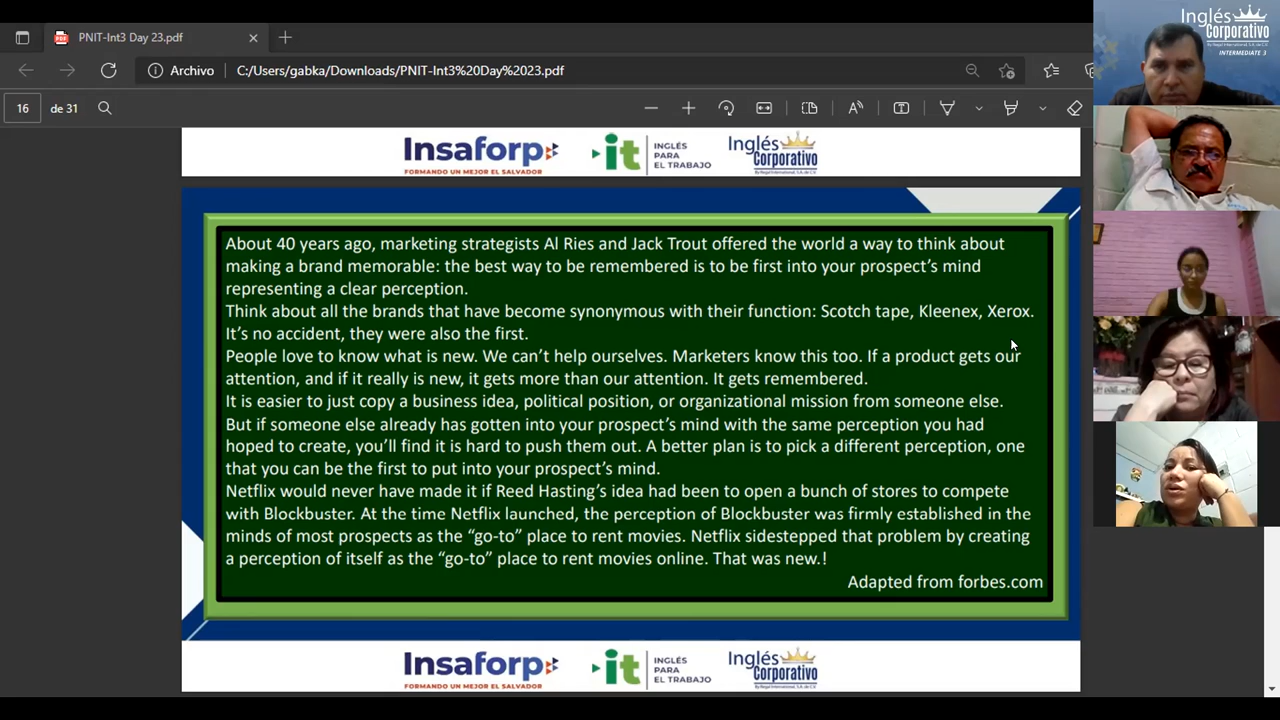 PNIT-Int3 Day 23.pdf
Archivo
C:/Users/gabka/Downloads/PNIT-Int3%20Day%2023.pdf
16
de 31
Insaforp
FORMANDO UN MEJOR EL SALVADOR
it
INGLÉS
PARA
EL TRABAJO
Inglés
Corporativo
By Regal International, S.A. de C.V.
About 40 years ago, marketing strategists Al Ries and Jack Trout offered the world a way to think about
making a brand memorable: the best way to be remembered is to be first into your prospect’s mind
representing a clear perception.
Think about all the brands that have become synonymous with their function: Scotch tape, Kleenex, Xerox.
It’s no accident, they were also the first.
People love to know what is new. We can’t help ourselves. Marketers know this too. If a product gets our
attention, and if it really is new, it gets more than our attention. It gets remembered.
It is easier to just copy a business idea, political position, or organizational mission from someone else.
But if someone else already has gotten into your prospect’s mind with the same perception you had
hoped to create, you’ll find it is hard to push them out. A better plan is to pick a different perception, one
that you can be the first to put into your prospect’s mind.
Netflix would never have made it if Reed Hasting’s idea had been to open a bunch of stores to compete
with Blockbuster. At the time Netflix launched, the perception of Blockbuster was firmly established in the
minds of most prospects as the “go-to” place to rent movies. Netflix sidestepped that problem by creating
a perception of itself as the “go-to” place to rent movies online. That was new.!
Adapted from forbes.com
Insaforp
FORMANDO UN MEJOR EL SALVADOR
it
INGLÉS
PARA
EL TRABAJO
Inglés
Corporativo
By Regal International, S.A. de C.V.
Inglés
Corporativo
By Regal International, S.A. de C.V.
INTERMEDIATE 3